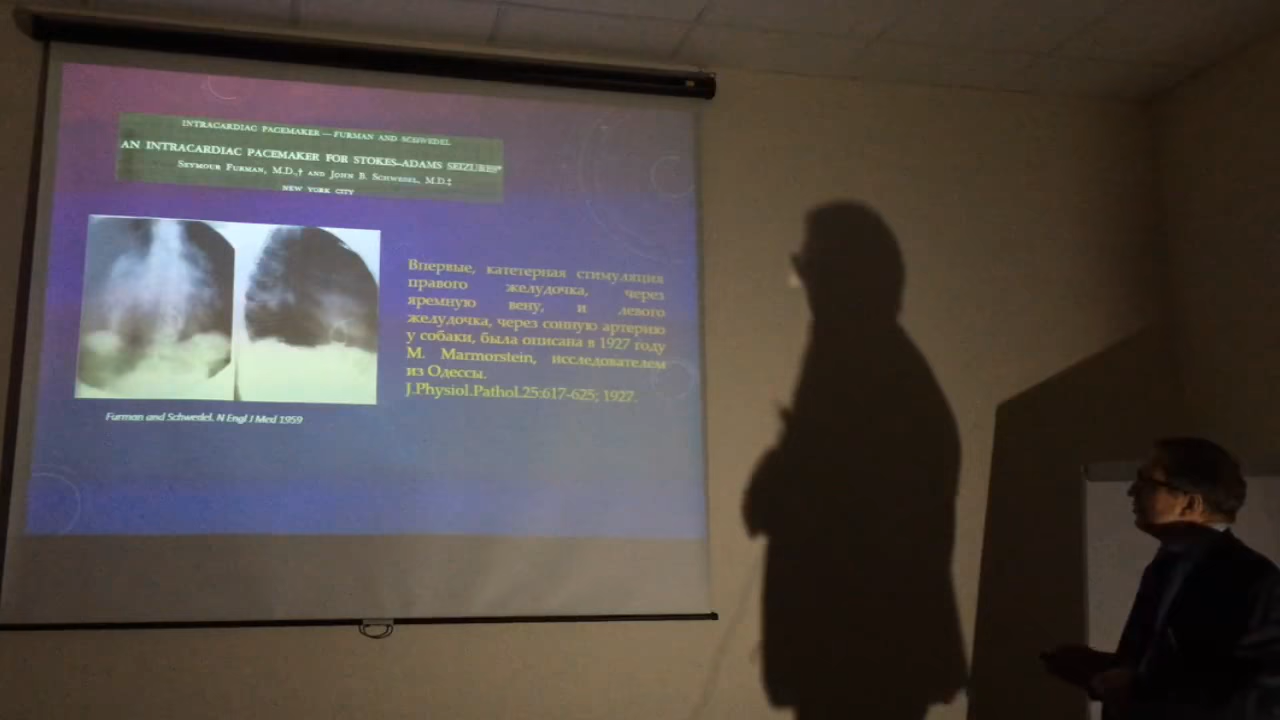 INTRACARDIAC PACEMAKER — FURMAN AND SCHWEDEL
AN INTRACARDIAC PACEMAKER FOR STOKES–ADAMS SEIZURES*
SEYMOUR FURMAN, M.D.,† AND JOHN B. SCHWEDEL, M.D.‡
NEW YORK CITY
Впервые, катетерная стимуляция
правого желудочка, через
яремную вену, и левого
желудочка, через сонную артерию
у собаки, была описана в 1927 году
M. Marmorstein, исследователем
из Одессы.
J.Physiol.Pathol.25:617-625; 1927.
Furman and Schwedel. N Engl J Med 1959